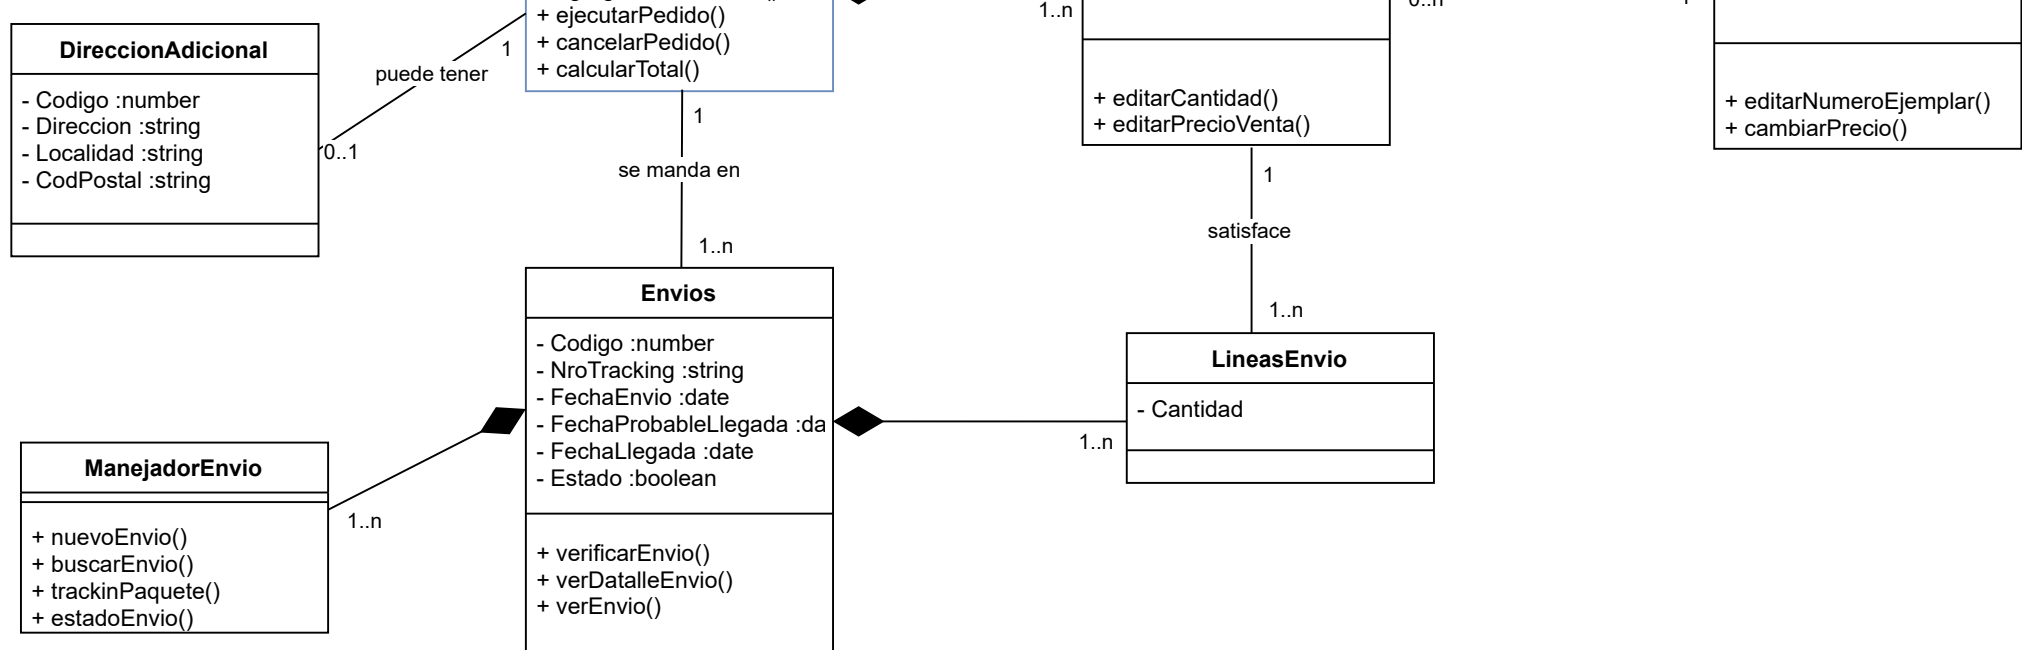 + ejecutarPedido()
+ cancelarPedido()
+ calcularTotal()
1..n
DireccionAdicional
- Codigo :number
- Direccion :string
- Localidad :string
- CodPostal :string
puede tener
1
0..1
+ editarCantidad()
+ editarPrecioVenta()
+ editarNumeroEjemplar()
+ cambiarPrecio()
1
se manda en
1..n
1
satisface
1..n
Envios
- Codigo :number
- NroTracking :string
- FechaEnvio :date
- FechaProbableLlegada :da
- FechaLlegada :date
- Estado :boolean
+ verificarEnvio()
+ verDatalleEnvio()
+ verEnvio()
LineasEnvio
- Cantidad
1..n
ManejadorEnvio
+ nuevoEnvio()
+ buscarEnvio()
+ trackinPaquete()
+ estadoEnvio()
1..n